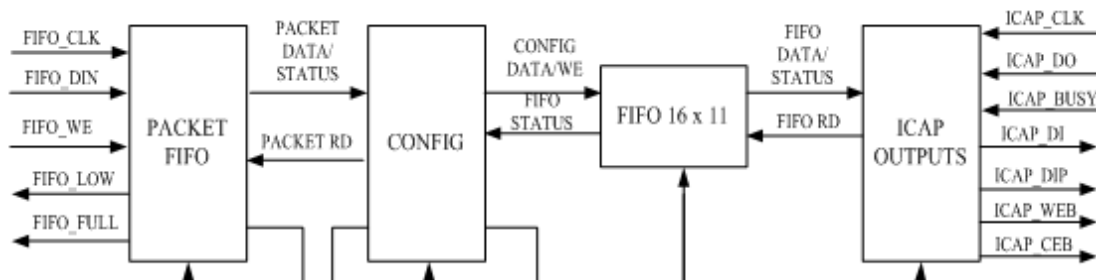 FIFO_CLK
FIFO_DIN
FIFO_WE
FIFO_LOW
FIFO_FULL
PACKET
FIFO
PACKET
DATA/
STATUS
PACKET RD
CONFIG
CONFIG
DATA/WE
FIFO
STATUS
FIFO 16 x 11
FIFO
DATA/
STATUS
FIFO RD
ICAP
OUTPUTS
ICAP_CLK
ICAP_DO
ICAP_BUSY
ICAP_DI
ICAP_DIP
ICAP_WEB
ICAP_CEB